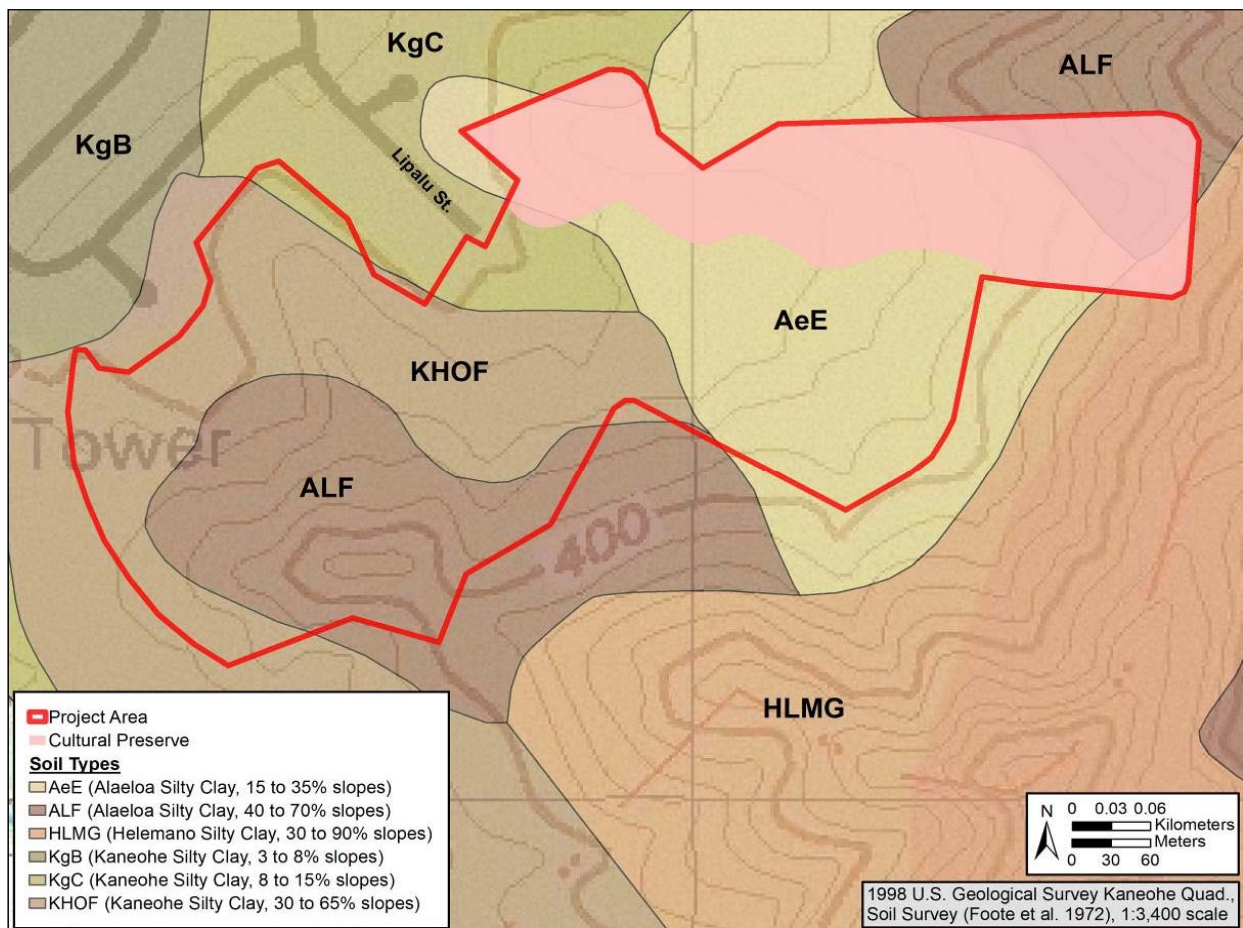 KgC
ALF
KgB
Lipalu St.
AeE
KHOF
Tower
ALF
400
HLMG
Project Area
Cultural Preserve
Soil Types
AeE (Alaeloa Silty Clay, 15 to 35% slopes)
ALF (Alaeloa Silty Clay, 40 to 70% slopes)
HLMG (Helemano Silty Clay, 30 to 90% slopes)
KgB (Kaneohe Silty Clay, 3 to 8% slopes)
KgC (Kaneohe Silty Clay, 8 to 15% slopes)
KHOF (Kaneohe Silty Clay, 30 to 65% slopes)
N
0 0.03 0.06
Kilometers
Meters
0 30 60
1998 U.S. Geological Survey Kaneohe Quad.,
Soil Survey (Foote et al. 1972), 1:3,400 scale